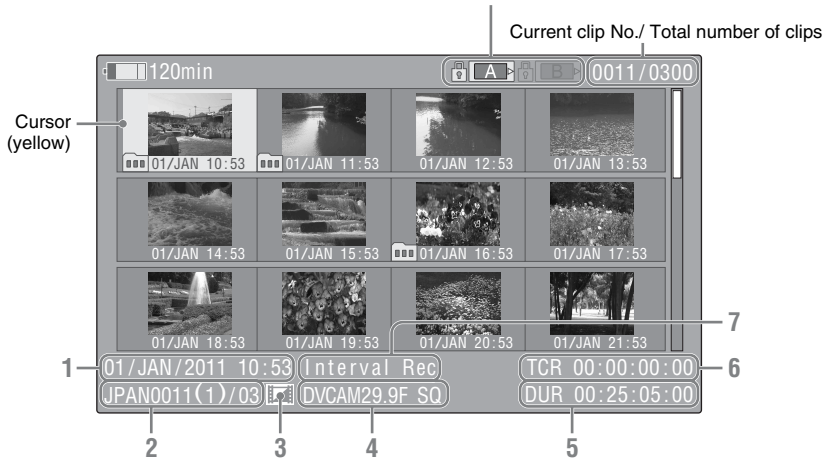 Current clip No./ Total number of clips
120min
A
B
0011/0300
Cursor
(yellow)
01/JAN 10:53
01/JAN 11:53
01/JAN 12:53
01/JAN 13:53
01/JAN 14:53
01/JAN 15:53
01/JAN 16:53
01/JAN 17:53
01/JAN 18:53
01/JAN 19:53
01/JAN 20:53
01/JAN 21:53
7
1
01/JAN/2011 10:53
Interval Rec
TCR 00:00:00:00
6
JPAN0011(1)/03
DVCAM29.9F SQ
DUR 00:25:05:00
2
3
4
5